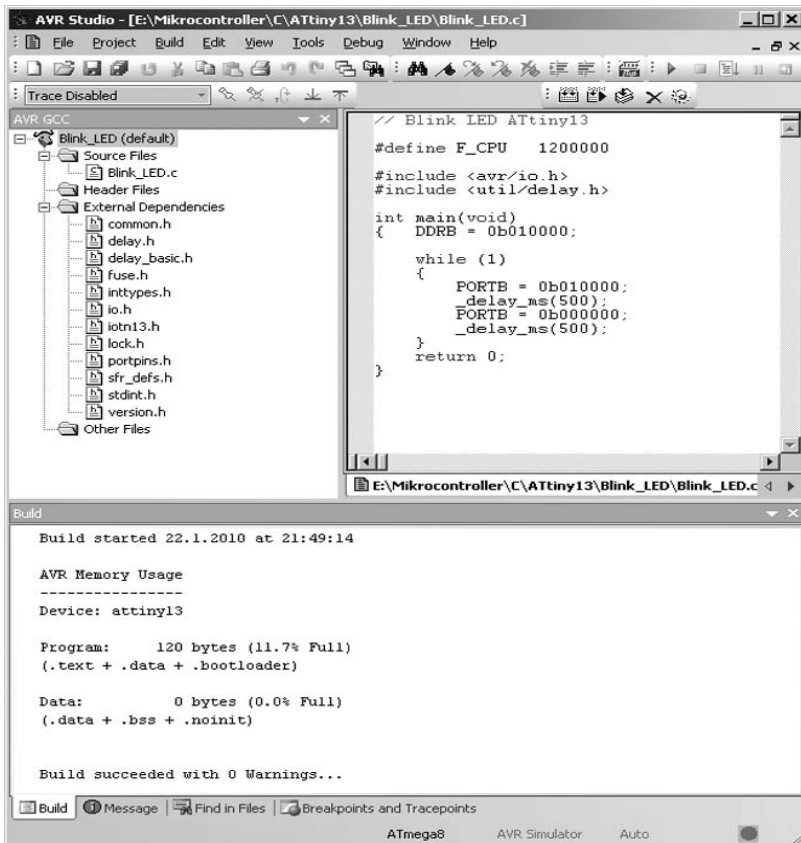 AVR Studio - [E:\Mikrocontroller\C\ATtiny13\Blink_LED\Blink_LED.c]
File Project Build Edit View Tools Debug Window Help
Trace Disabled
AVR GCC
Blink_LED (default)
Source Files
Blink_LED.c
Header Files
External Dependencies
common.h
delay.h
delay_basic.h
fuse.h
inttypes.h
io.h
iotn13.h
lock.h
portpins.h
sfr_defs.h
stdint.h
version.h
Other Files
// Blink LED ATtiny13
#define F_CPU 1200000
#include <avr/io.h>
#include <util/delay.h>
int main(void)
{ DDRB = 0b010000;
while (1)
{
PORTB = 0b010000;
_delay_ms(500);
PORTB = 0b000000;
_delay_ms(500);
}
return 0;
}
E:\Mikrocontroller\C\ATtiny13\Blink_LED\Blink_LED.c
Build
Build started 22.1.2010 at 21:49:14
AVR Memory Usage
----------------
Device: attiny13
Program: 120 bytes (11.7% Full)
(.text + .data + .bootloader)
Data: 0 bytes (0.0% Full)
(.data + .bss + .noinit)
Build succeeded with 0 Warnings...
Build Message Find in Files Breakpoints and Tracepoints
ATmega8 AVR Simulator Auto